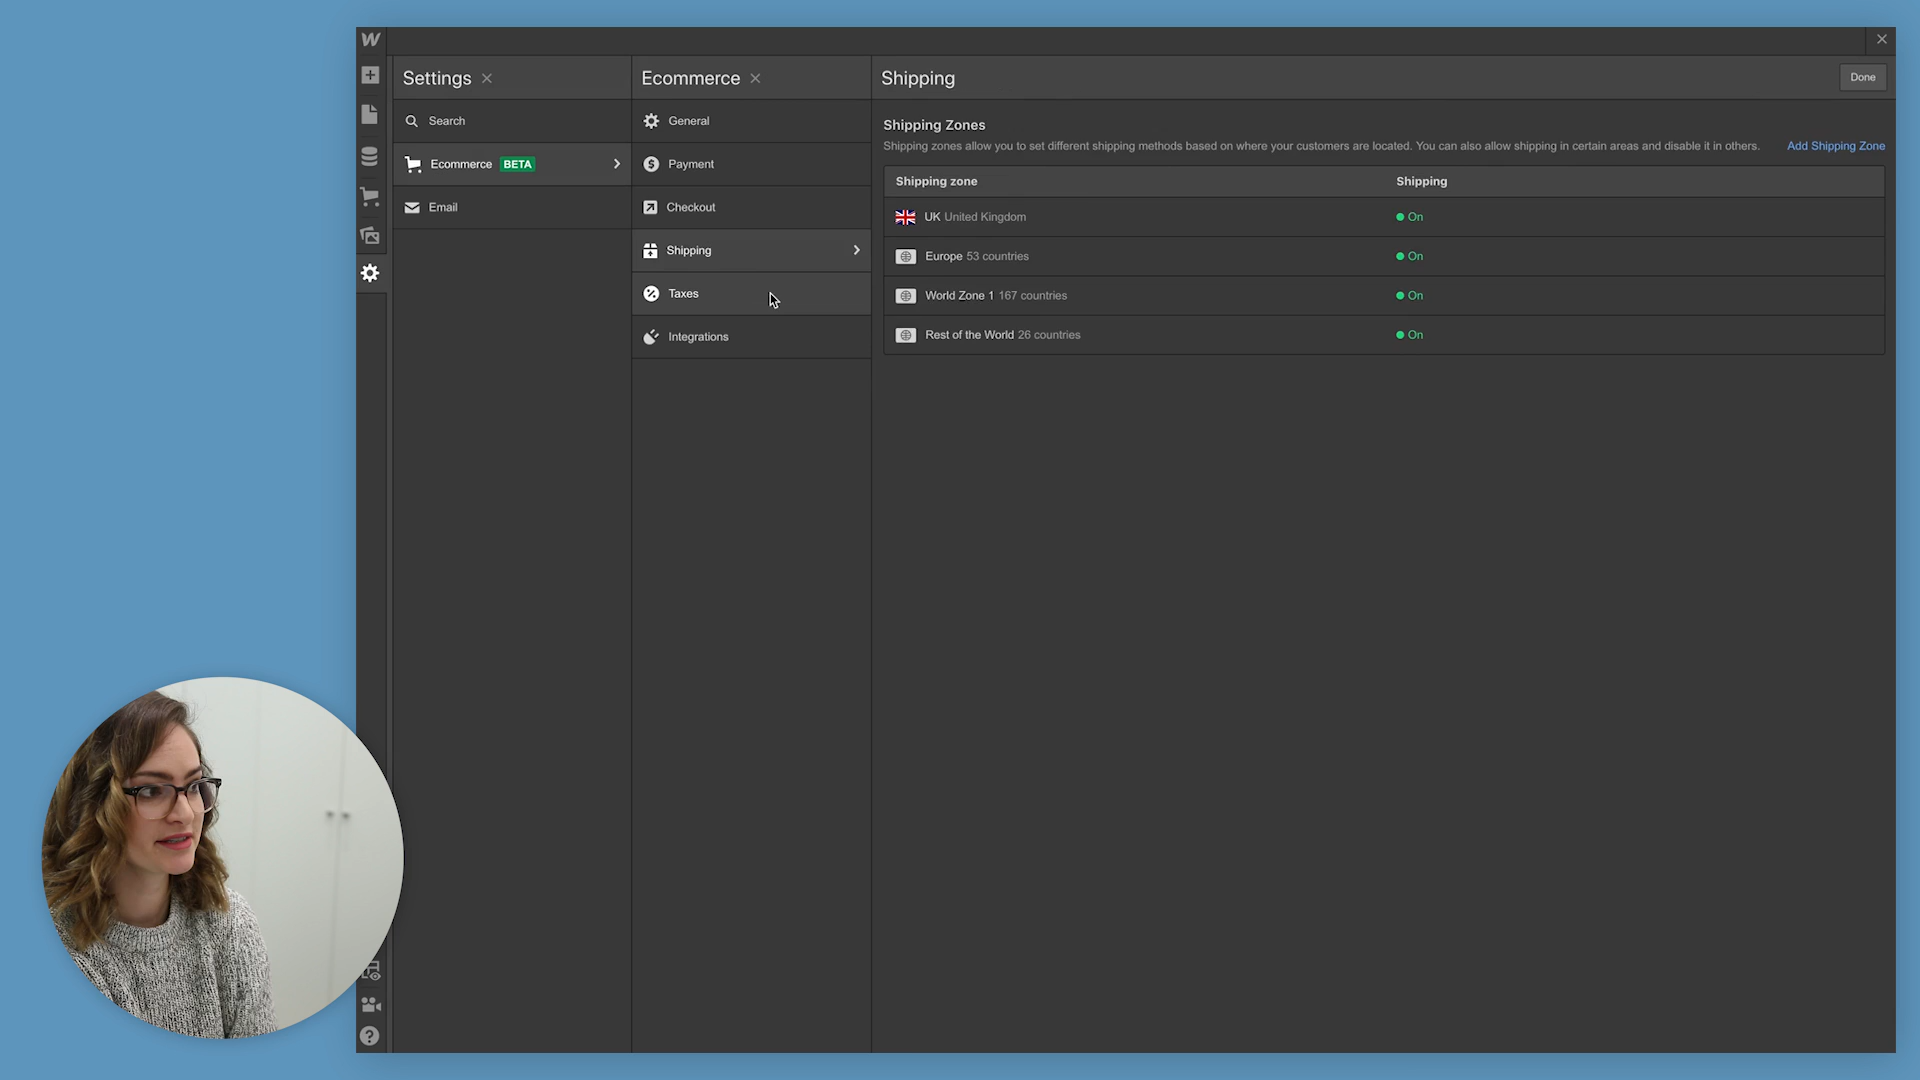 W
Settings
Ecommerce
Shipping
Done
Search
Ecommerce BETA
Email
General
Payment
Checkout
Shipping
Taxes
Integrations
Shipping Zones
Shipping zones allow you to set different shipping methods based on where your customers are located. You can also allow shipping in certain areas and disable it in others.
Add Shipping Zone
Shipping zone Shipping
UK United Kingdom On
Europe 53 countries On
World Zone 1 167 countries On
Rest of the World 26 countries On